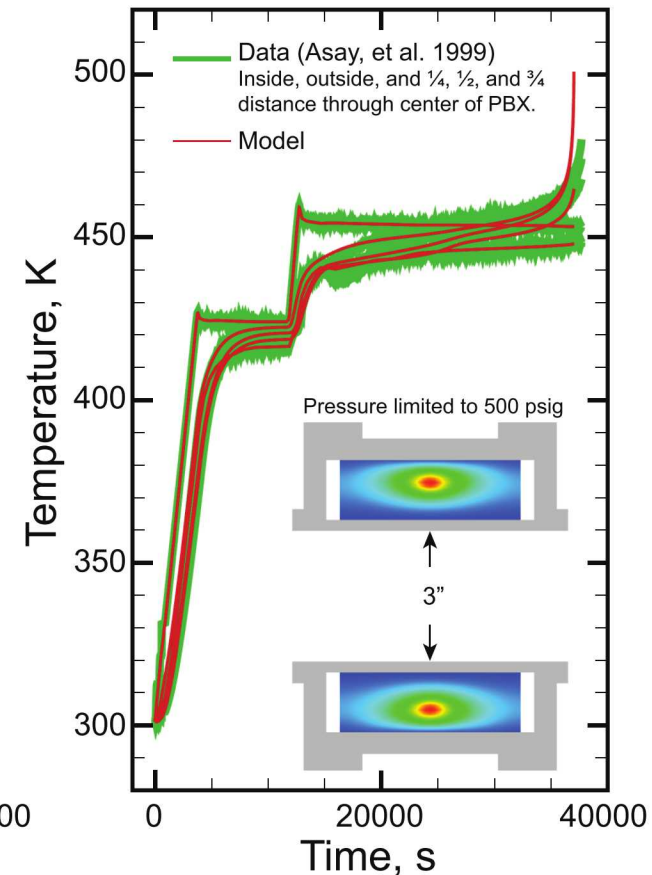 Data (Asay, et al. 1999)
Inside, outside, and ¼, ½, and ¾
distance through center of PBX.
Model
500
450
400
350
300
Temperature, K
Pressure limited to 500 psig
3”
00
0
20000
40000
Time, s